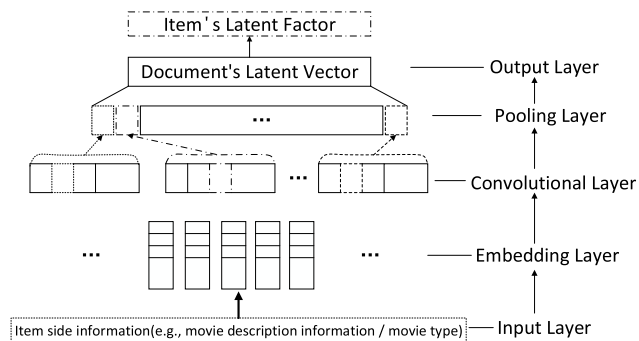 Item's Latent Factor
Document's Latent Vector
Output Layer
...
Pooling Layer
...
Convolutional Layer
...
...
Embedding Layer
Item side information(e.g., movie description information / movie type)
Input Layer